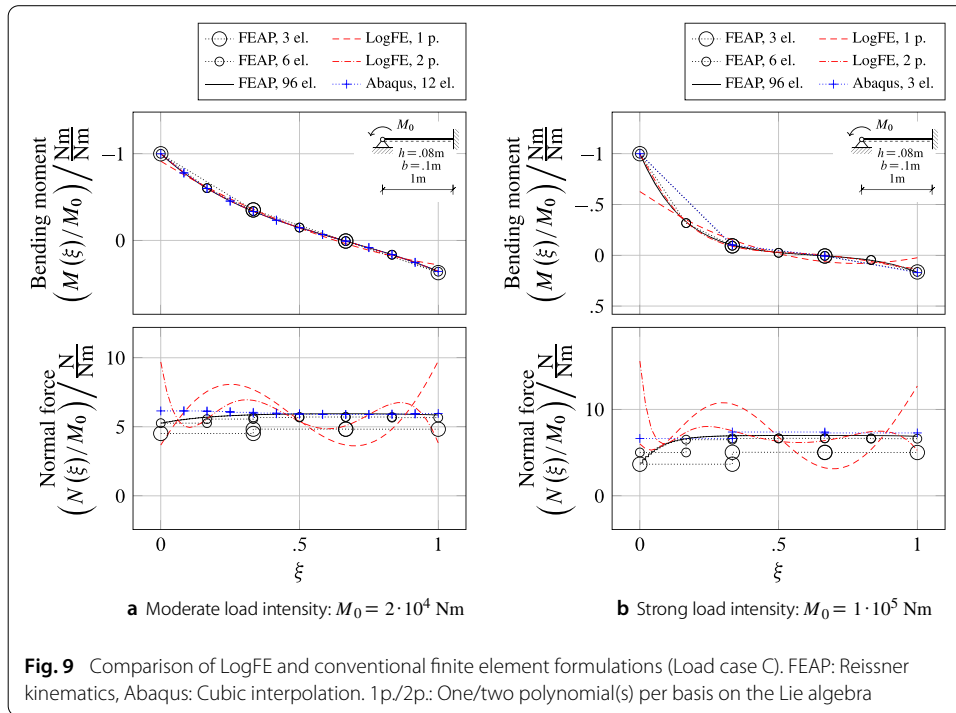 FEAP, 3 el. LogFE, 1 p.
FEAP, 6 el. LogFE, 2 p.
FEAP, 96 el. Abaqus, 12 el.
Bending moment
(M(ξ)/M₀)/Nm/Nm
−1
0
M₀
h=.08m
b=.1m
1m
Normal force
(N(ξ)/M₀)/N/Nm
10
5
0
0 .5 1
ξ
a Moderate load intensity: M₀ = 2·10⁴ Nm
FEAP, 3 el. LogFE, 1 p.
FEAP, 6 el. LogFE, 2 p.
FEAP, 96 el. Abaqus, 3 el.
Bending moment
(M(ξ)/M₀)/Nm/Nm
−1
−.5
0
.5
M₀
h=.08m
b=.1m
1m
Normal force
(N(ξ)/M₀)/N/Nm
10
0
0 .5 1
ξ
b Strong load intensity: M₀ = 1·10⁵ Nm
Fig. 9 Comparison of LogFE and conventional finite element formulations (Load case C). FEAP: Reissner
kinematics, Abaqus: Cubic interpolation. 1p./2p.: One/two polynomial(s) per basis on the Lie algebra